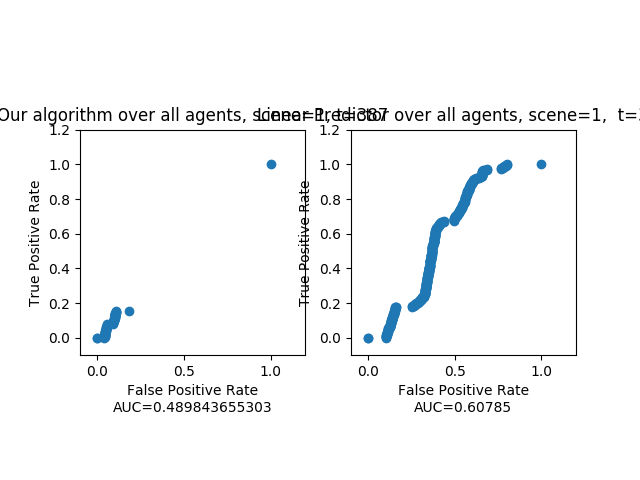 Our algorithm over all agents, scene=1, t=387
Linear Predictor over all agents, scene=1, t=
1.2
1.0
0.8
0.6
0.4
0.2
0.0
True Positive Rate
0.0 0.5 1.0
False Positive Rate
AUC=0.489843655303
1.2
1.0
0.8
0.6
0.4
0.2
0.0
True Positive Rate
0.0 0.5 1.0
False Positive Rate
AUC=0.60785